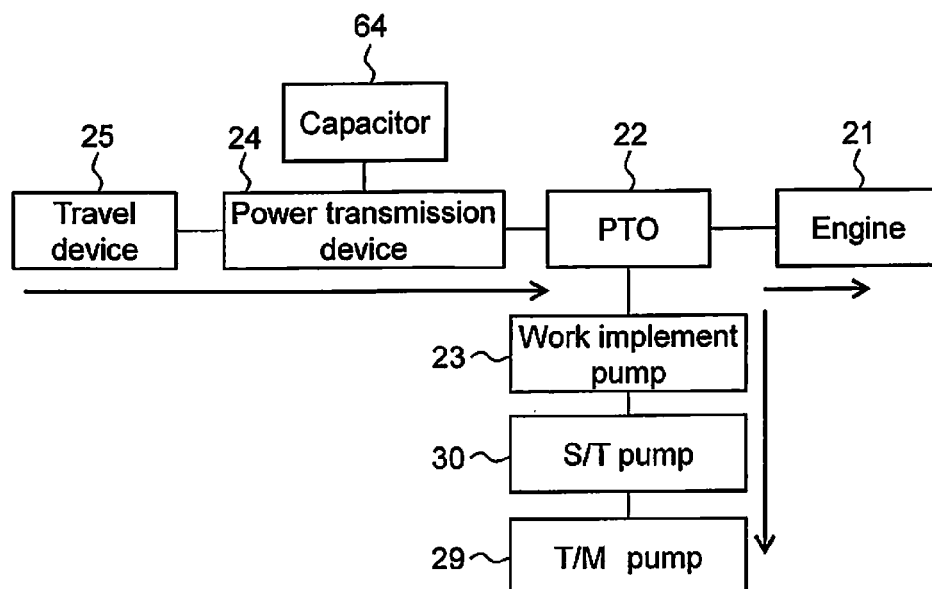 64
Capacitor
25
24
22
21
Travel
device
Power transmission
device
PTO
Engine
23
Work implement
pump
30
S/T pump
29
T/M pump